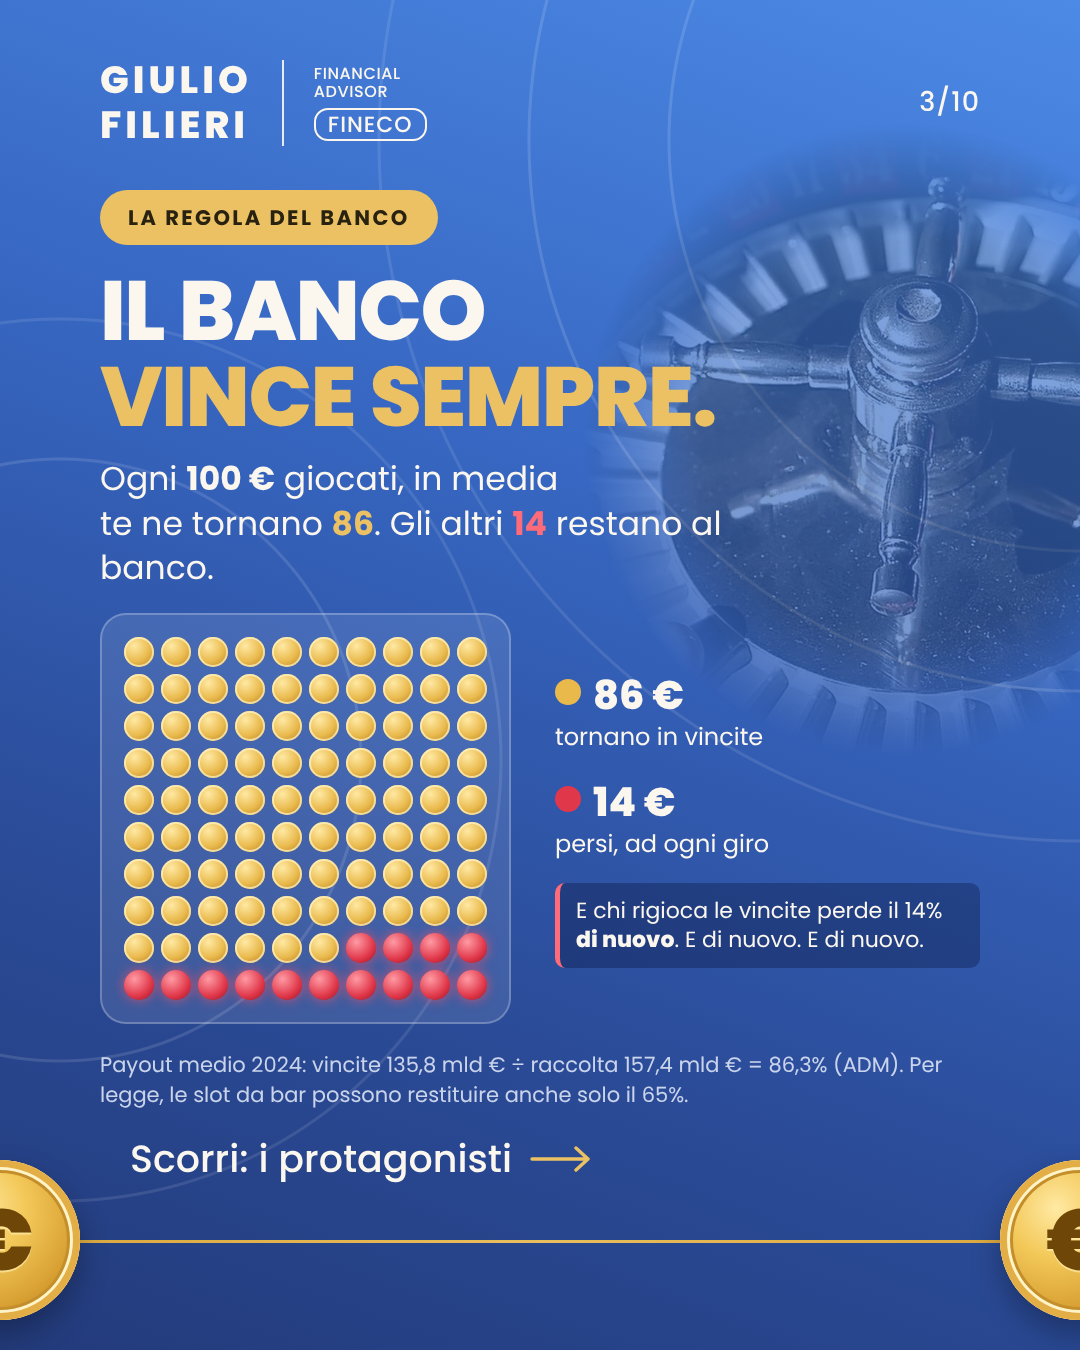 GIULIO
FILIERI
FINANCIAL
ADVISOR
FINECO
3/10
LA REGOLA DEL BANCO
IL BANCO
VINCE SEMPRE.
Ogni 100 € giocati, in media
te ne tornano 86. Gli altri 14 restano al
banco.
86 €
tornano in vincite
14 €
persi, ad ogni giro
E chi rigioca le vincite perde il 14%
di nuovo. E di nuovo. E di nuovo.
Payout medio 2024: vincite 135,8 mld € ÷ raccolta 157,4 mld € = 86,3% (ADM). Per
legge, le slot da bar possono restituire anche solo il 65%.
Scorri: i protagonisti →
€
€